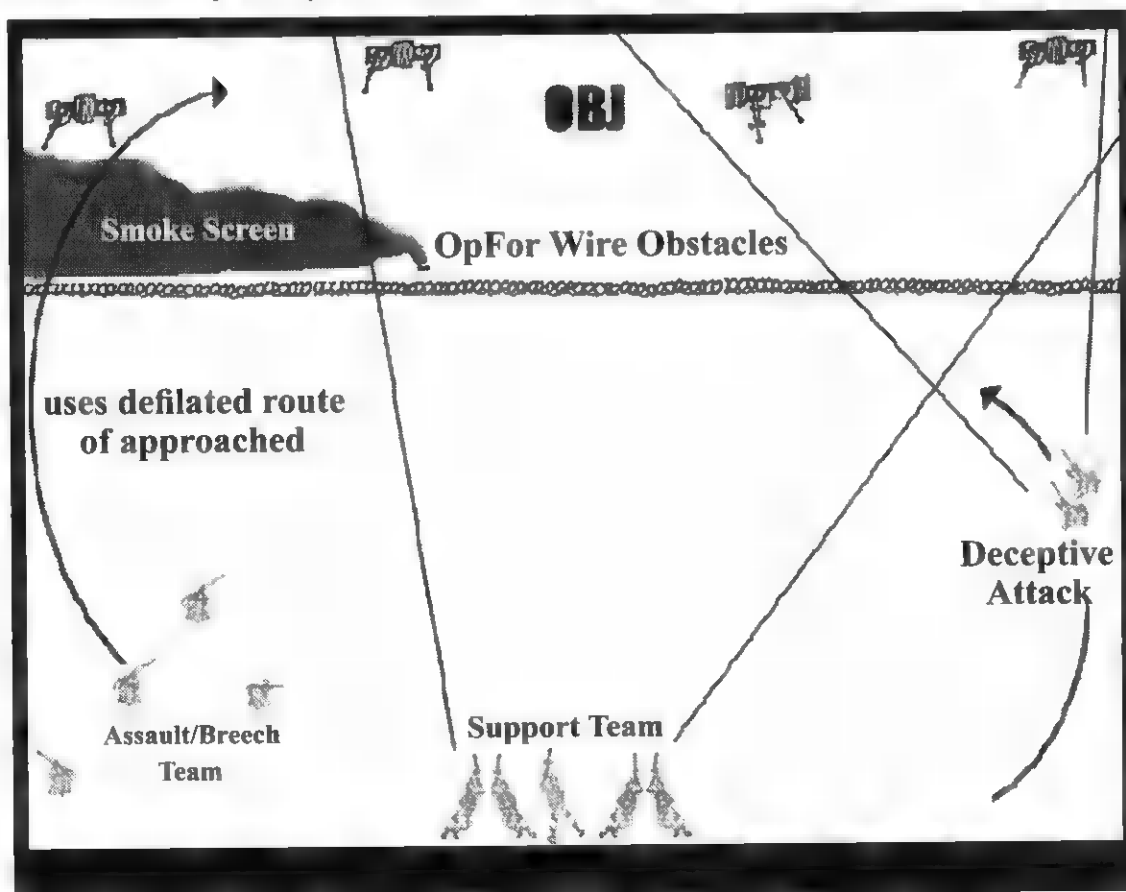 OBJ
Smoke Screen
OpFor Wire Obstacles
uses defilated route
of approached
Deceptive
Attack
Support Team
Assault/Breech
Team